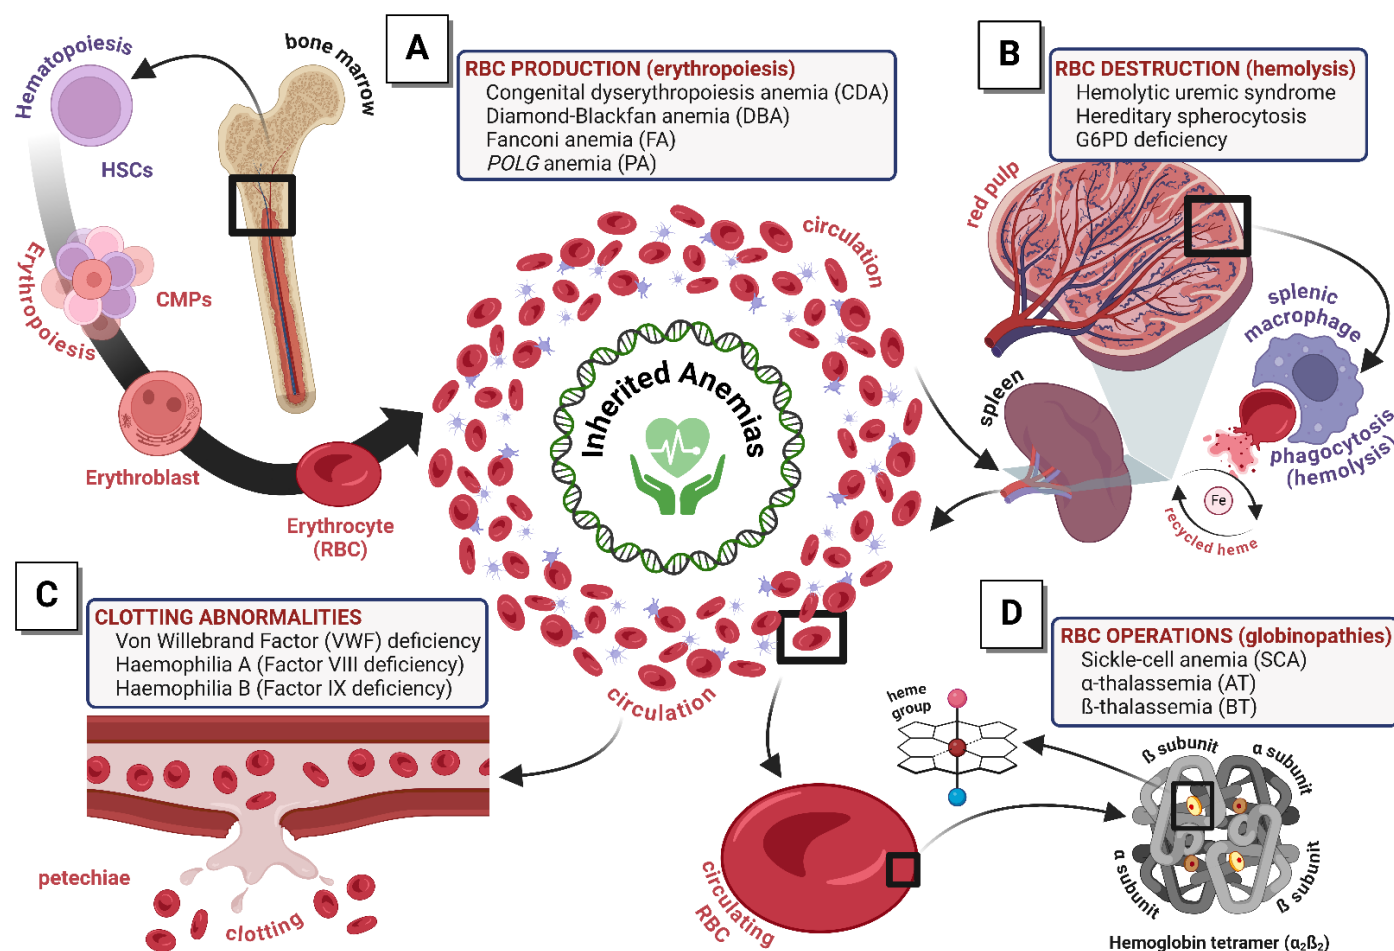 A
RBC PRODUCTION (erythropoiesis)
Congenital dyserythropoiesis anemia (CDA)
Diamond-Blackfan anemia (DBA)
Fanconi anemia (FA)
POLG anemia (PA)
Hematopoiesis
bone marrow
HSCs
Erythropoiesis
CMPs
Erythroblast
Erythrocyte
(RBC)
circulation
Inherited Anemias
circulation
B
RBC DESTRUCTION (hemolysis)
Hemolytic uremic syndrome
Hereditary spherocytosis
G6PD deficiency
red pulp
splenic
macrophage
spleen
phagocytosis
(hemolysis)
Fe
recycled heme
C
CLOTTING ABNORMALITIES
Von Willebrand Factor (VWF) deficiency
Haemophilia A (Factor VIII deficiency)
Haemophilia B (Factor IX deficiency)
petechiae
clotting
D
RBC OPERATIONS (globinopathies)
Sickle-cell anemia (SCA)
α-thalassemia (AT)
ß-thalassemia (BT)
heme
group
ß subunit
α subunit
α subunit
ß subunit
circulating
RBC
Hemoglobin tetramer (α₂ß₂)